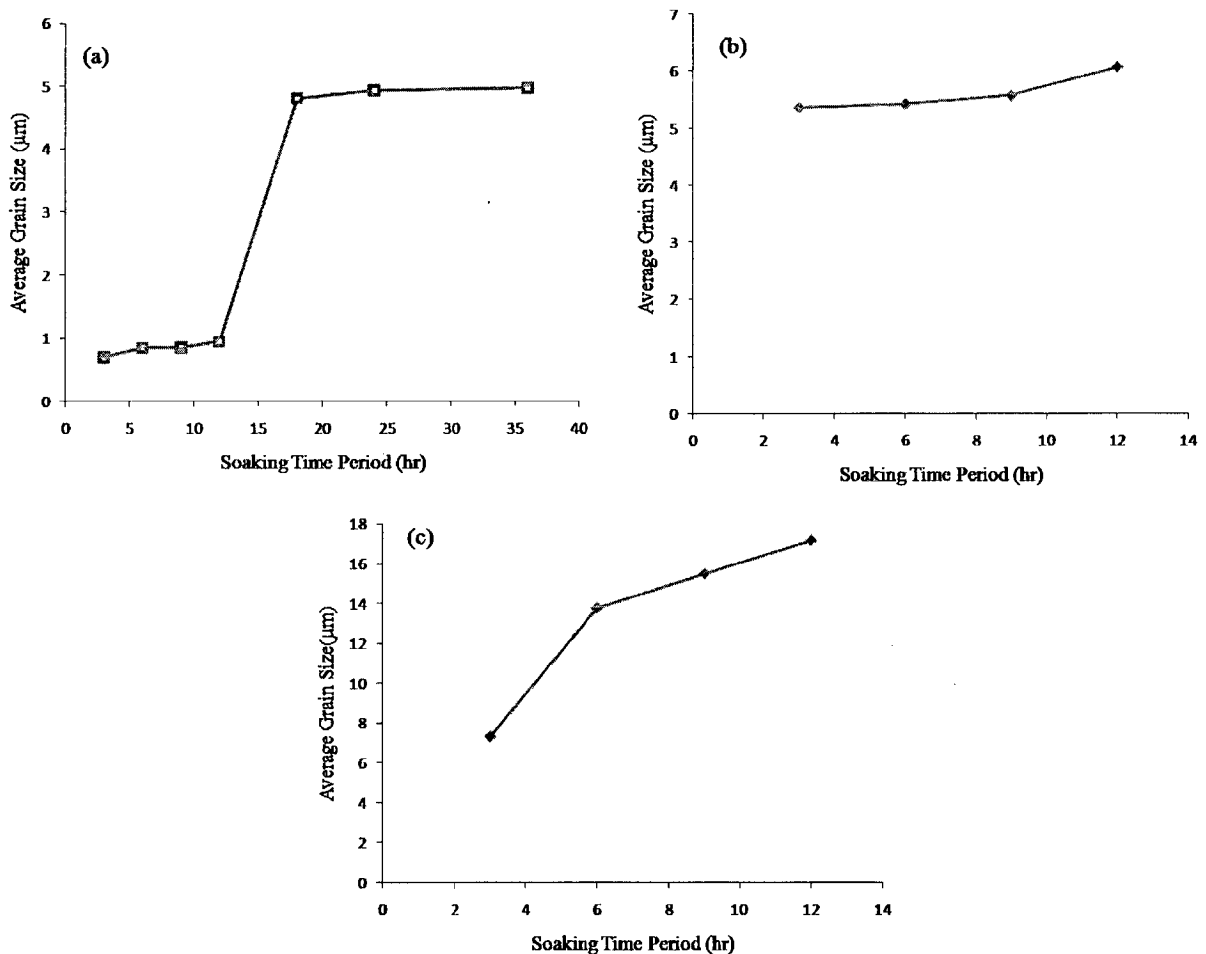 (a)
6
5
4
3
2
1
0
0 5 10 15 20 25 30 35 40
Average Grain Size (μm)
Soaking Time Period (hr)
(b)
7
6
5
4
3
2
1
0
0 2 4 6 8 10 12 14
Average Grain Size (μm)
Soaking Time Period (hr)
(c)
18
16
14
12
10
8
6
4
2
0
0 2 4 6 8 10 12 14
Average Grain Size(μm)
Soaking Time Period (hr)